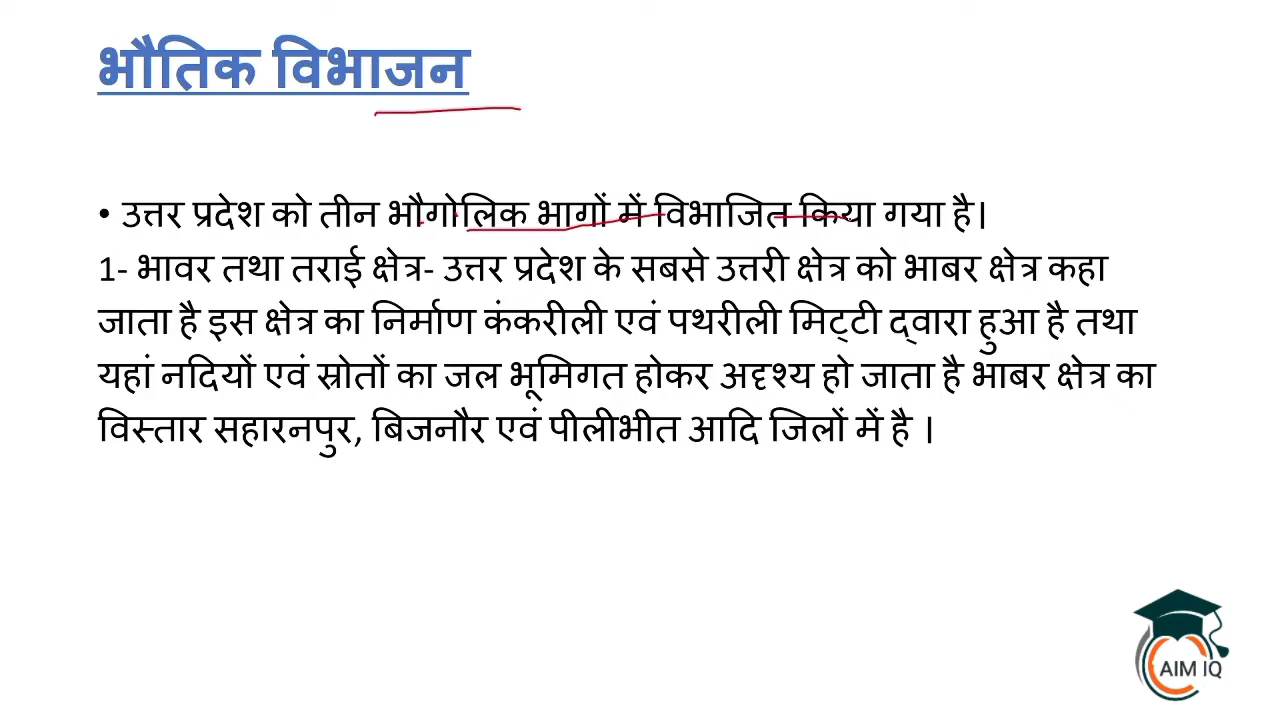 भौतिक विभाजन
• उत्तर प्रदेश को तीन भौगोलिक भागों में विभाजित किया गया है।
1- भावर तथा तराई क्षेत्र- उत्तर प्रदेश के सबसे उत्तरी क्षेत्र को भाबर क्षेत्र कहा
जाता है इस क्षेत्र का निर्माण कंकरीली एवं पथरीली मिट्टी द्वारा हुआ है तथा
यहां नदियों एवं स्रोतों का जल भूमिगत होकर अदृश्य हो जाता है भाबर क्षेत्र का
विस्तार सहारनपुर, बिजनौर एवं पीलीभीत आदि जिलों में है ।
AIM IQ